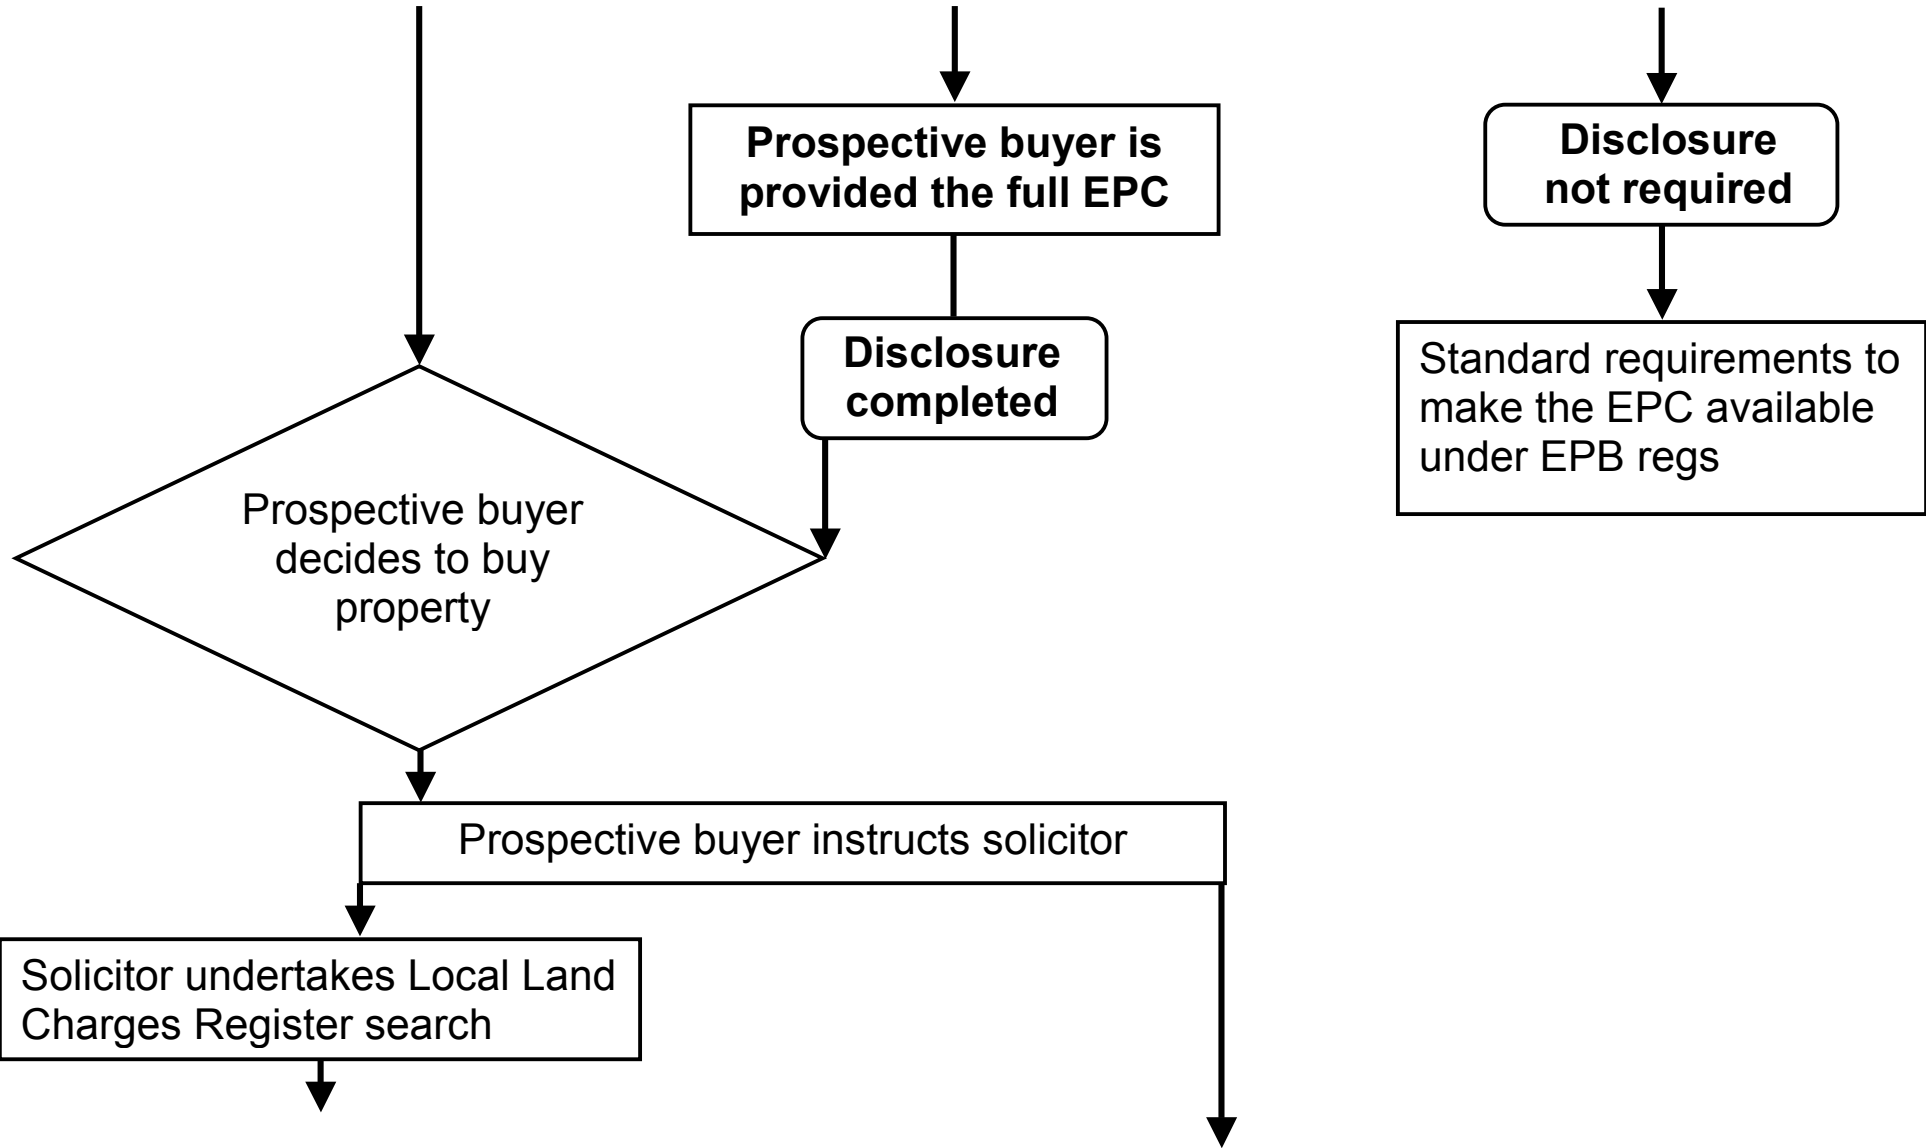 Prospective buyer is
provided the full EPC
Disclosure
not required
Disclosure
completed
Standard requirements to
make the EPC available
under EPB regs
Prospective buyer
decides to buy
property
Prospective buyer instructs solicitor
Solicitor undertakes Local Land
Charges Register search